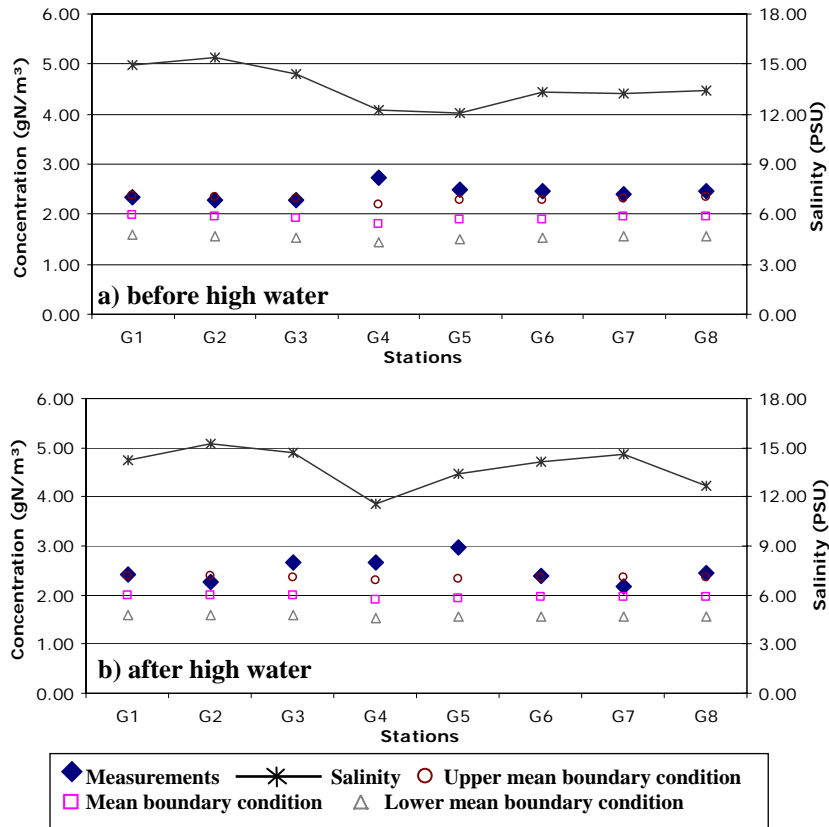 6.00
5.00
4.00
3.00
2.00
1.00
0.00
Concentration (gN/m³)
18.00
15.00
12.00
9.00
6.00
3.00
0.00
Salinity (PSU)
a) before high water
G1 G2 G3 G4 G5 G6 G7 G8
Stations
6.00
5.00
4.00
3.00
2.00
1.00
0.00
Concentration (gN/m³)
18.00
15.00
12.00
9.00
6.00
3.00
0.00
Salinity (PSU)
b) after high water
G1 G2 G3 G4 G5 G6 G7 G8
Stations
Measurements Salinity Upper mean boundary condition
Mean boundary condition Lower mean boundary condition